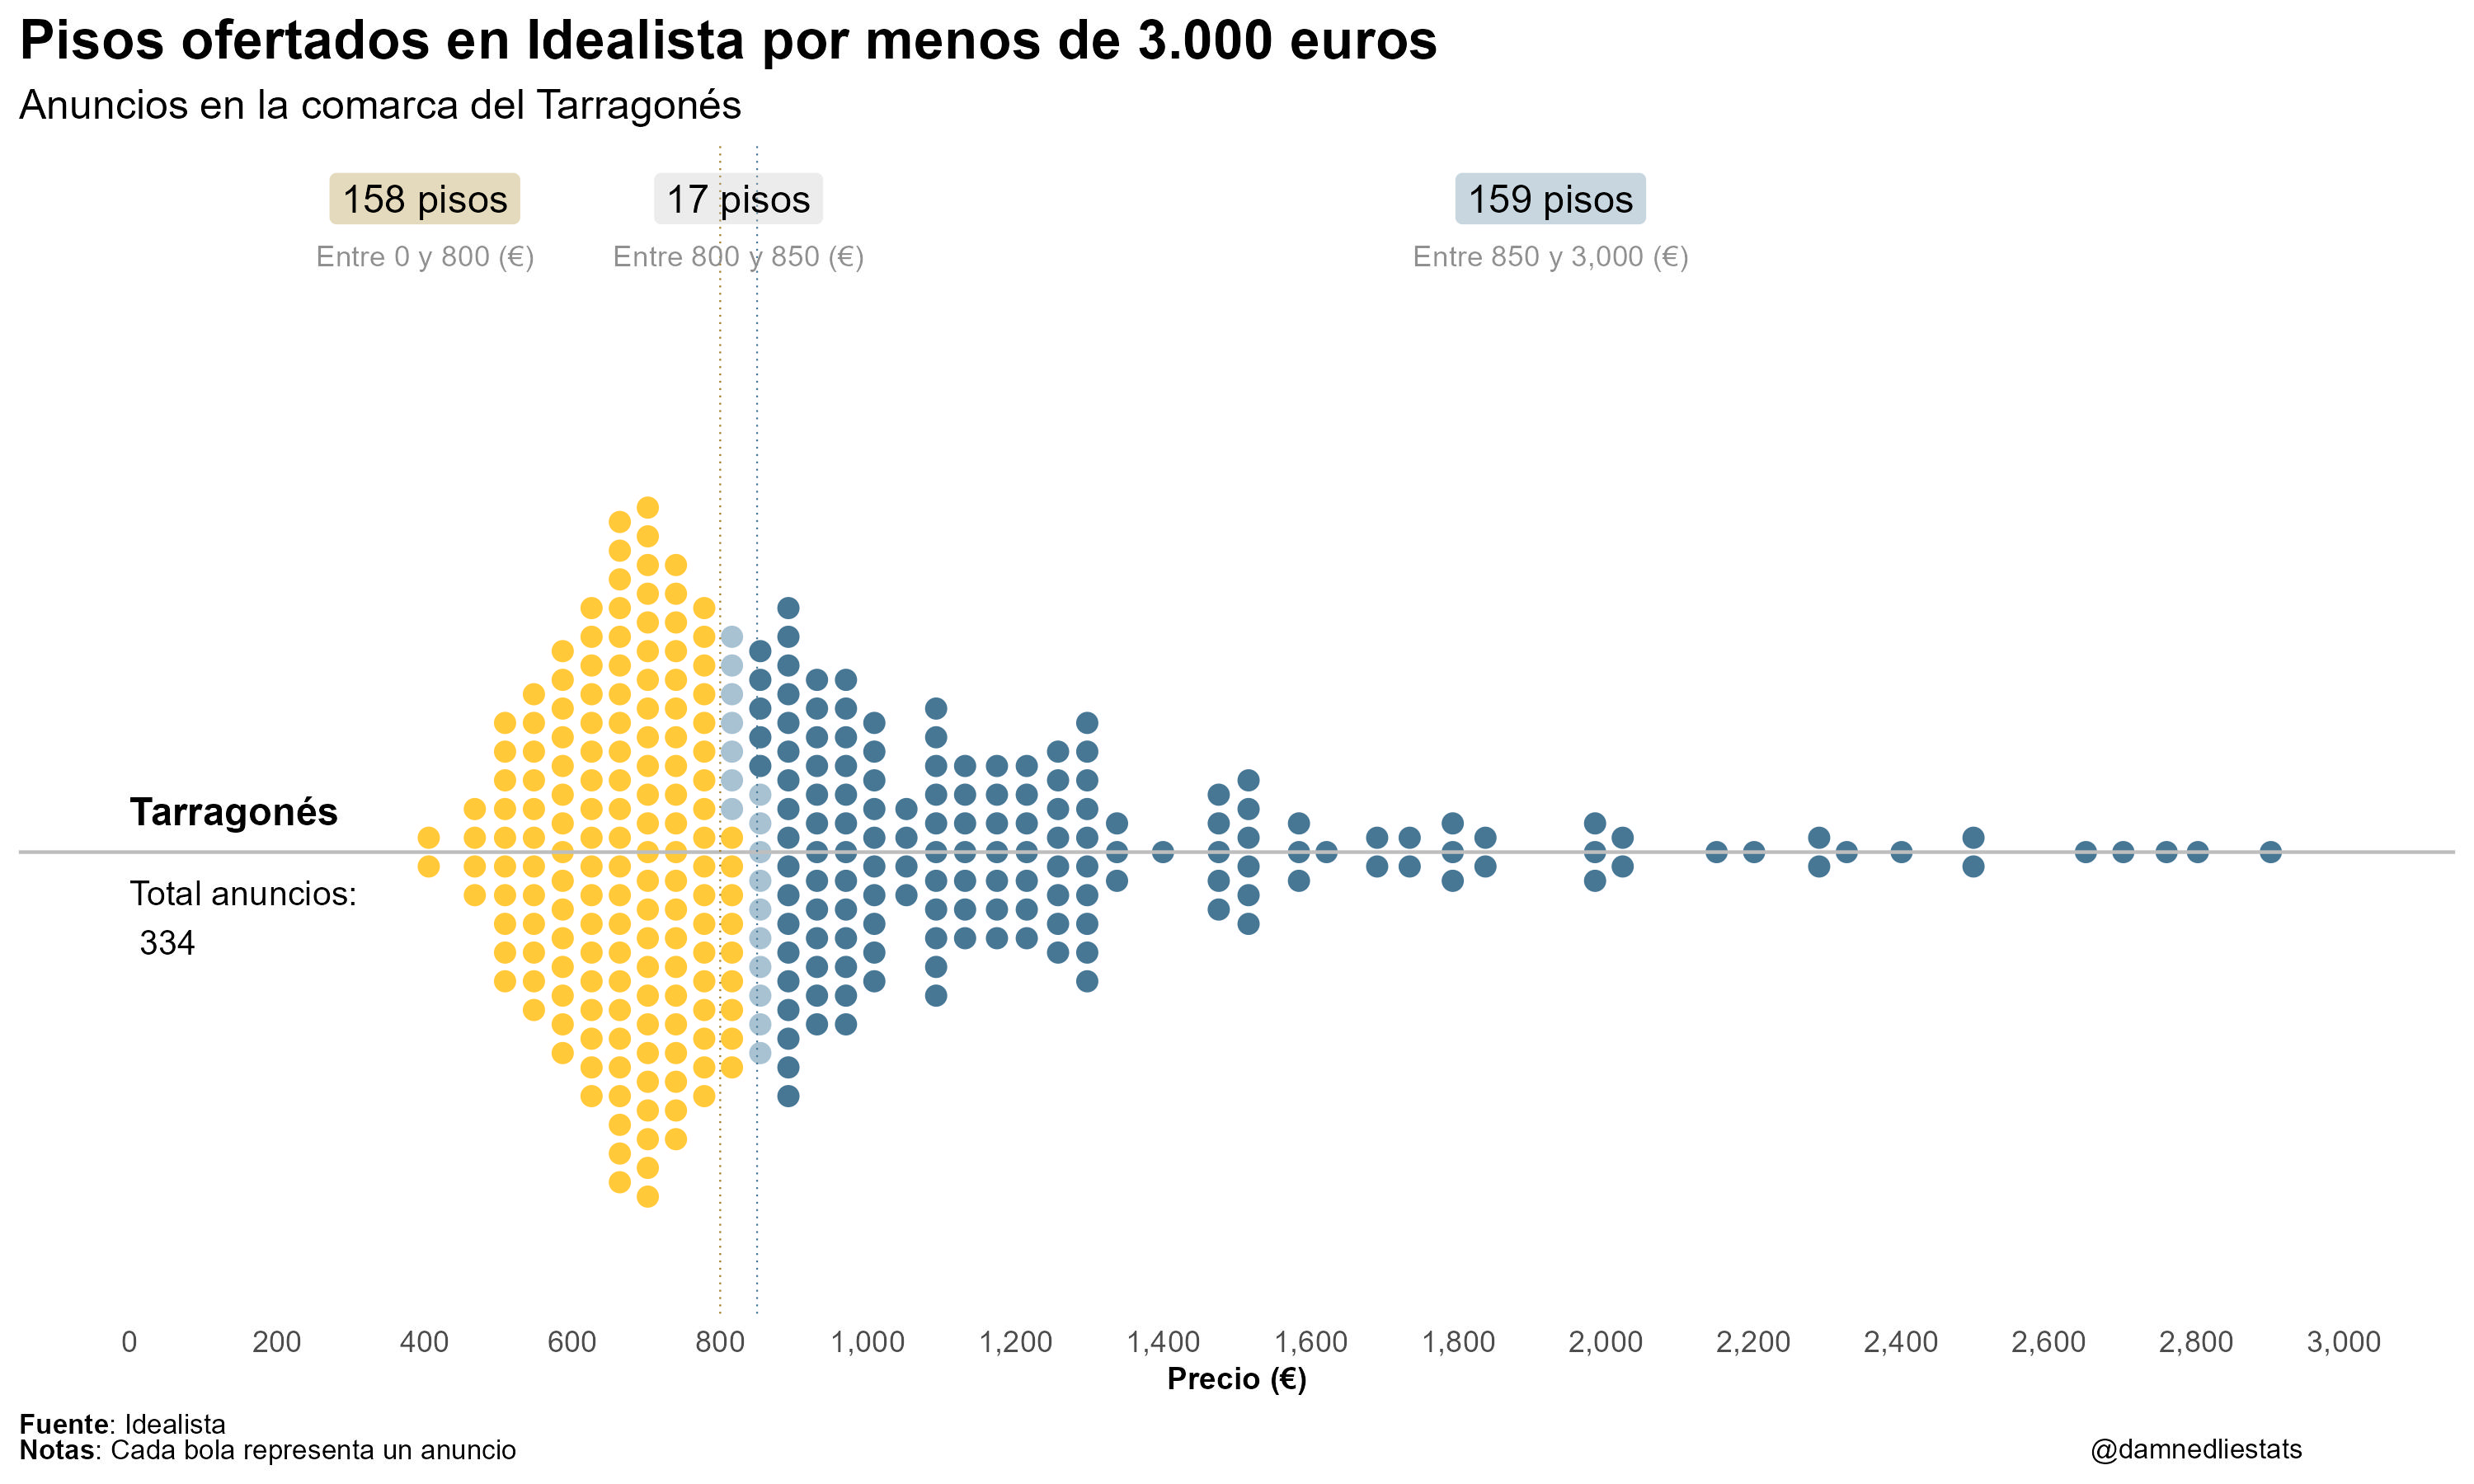 Pisos ofertados en Idealista por menos de 3.000 euros
Anuncios en la comarca del Tarragonés
158 pisos
17 pisos
159 pisos
Entre 0 y 800 (€)
Entre 800 y 850 (€)
Entre 850 y 3,000 (€)
Tarragonés
Total anuncios:
334
0 200 400 600 800 1,000 1,200 1,400 1,600 1,800 2,000 2,200 2,400 2,600 2,800 3,000
Precio (€)
Fuente: Idealista
Notas: Cada bola representa un anuncio
@damnedliestats